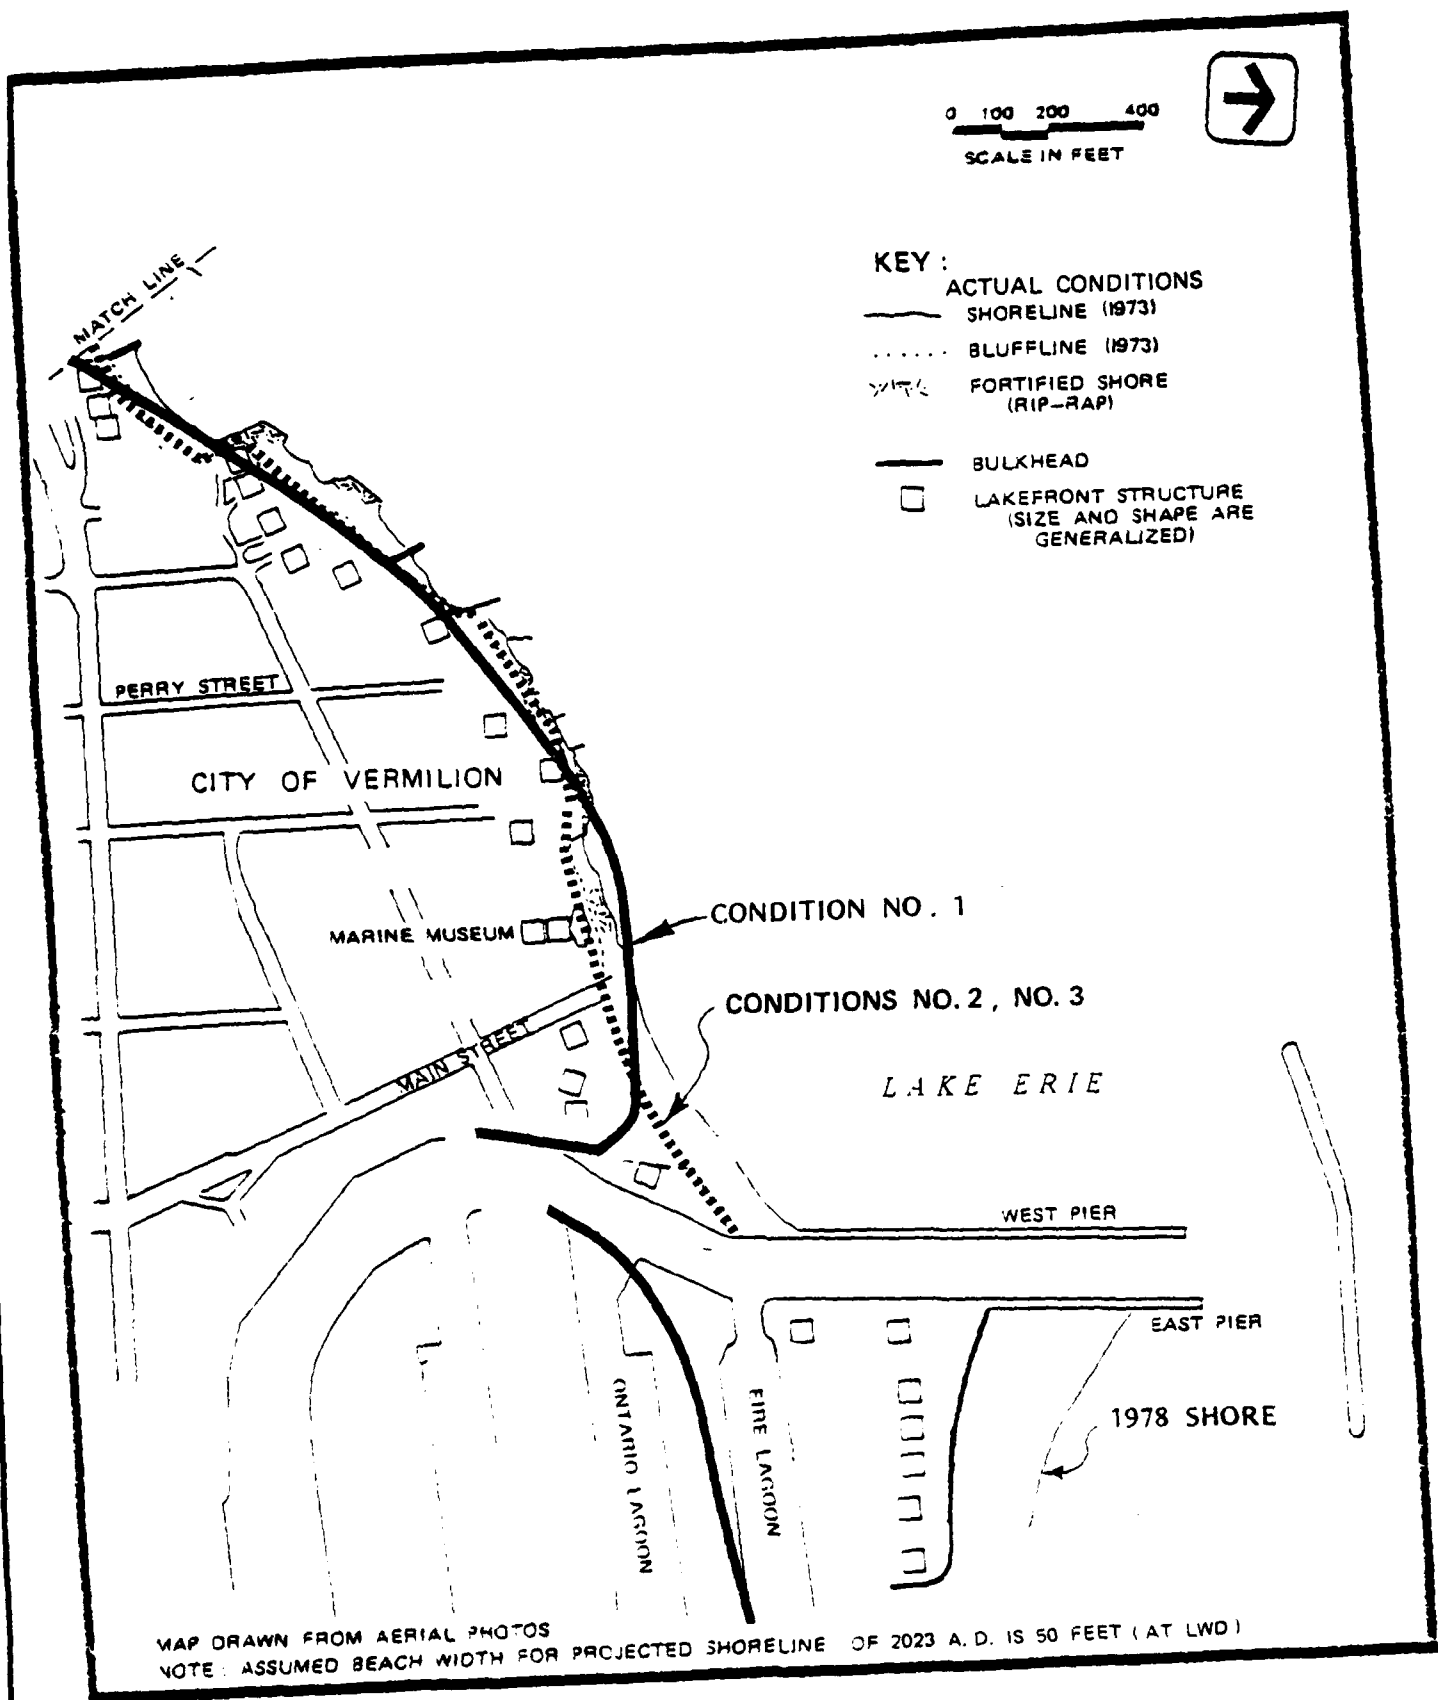 0 100 200 400
SCALE IN FEET
MATCH LINE
KEY :
ACTUAL CONDITIONS
SHORELINE (1973)
BLUFFLINE (1973)
FORTIFIED SHORE
(RIP-RAP)
BULKHEAD
LAKEFRONT STRUCTURE
(SIZE AND SHAPE ARE
GENERALIZED)
PERRY STREET
CITY OF VERMILION
CONDITION NO. 1
MARINE MUSEUM
CONDITIONS NO. 2, NO. 3
MAIN STREET
LAKE ERIE
WEST PIER
EAST PIER
1978 SHORE
ONTARIO LAGOON
ERIE LAGOON
MAP DRAWN FROM AERIAL PHOTOS
NOTE : ASSUMED BEACH WIDTH FOR PROJECTED SHORELINE OF 2023 A.D. IS 50 FEET (AT LWD)